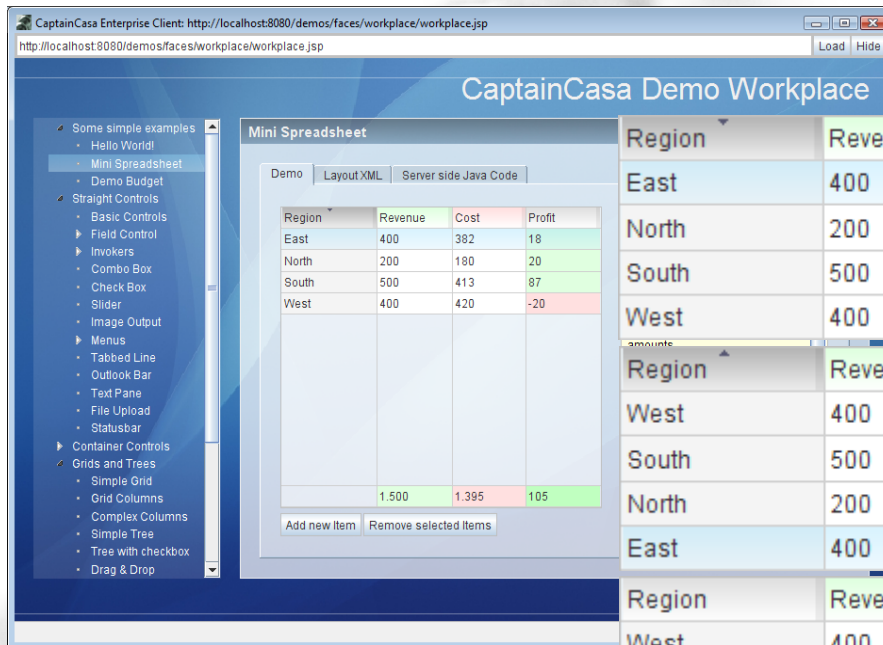 CaptainCasa Enterprise Client: http://localhost:8080/demos/faces/workplace/workplace.jsp
http://localhost:8080/demos/faces/workplace/workplace.jsp Load Hide
CaptainCasa Demo Workplace
Some simple examples
Hello World!
Mini Spreadsheet
Demo Budget
Straight Controls
Basic Controls
Field Control
Invokers
Combo Box
Check Box
Slider
Image Output
Menus
Tabbed Line
Outlook Bar
Text Pane
File Upload
Statusbar
Container Controls
Grids and Trees
Simple Grid
Grid Columns
Complex Columns
Simple Tree
Tree with checkbox
Drag & Drop
Mini Spreadsheet
Demo Layout XML Server side Java Code
Region Revenue Cost Profit
East 400 382 18
North 200 180 20
South 500 413 87
West 400 420 -20
1.500 1.395 105
Add new Item Remove selected Items
Region Reve
East 400
North 200
South 500
West 400
amounts
Region Reve
West 400
South 500
North 200
East 400
Region Reve
West 400